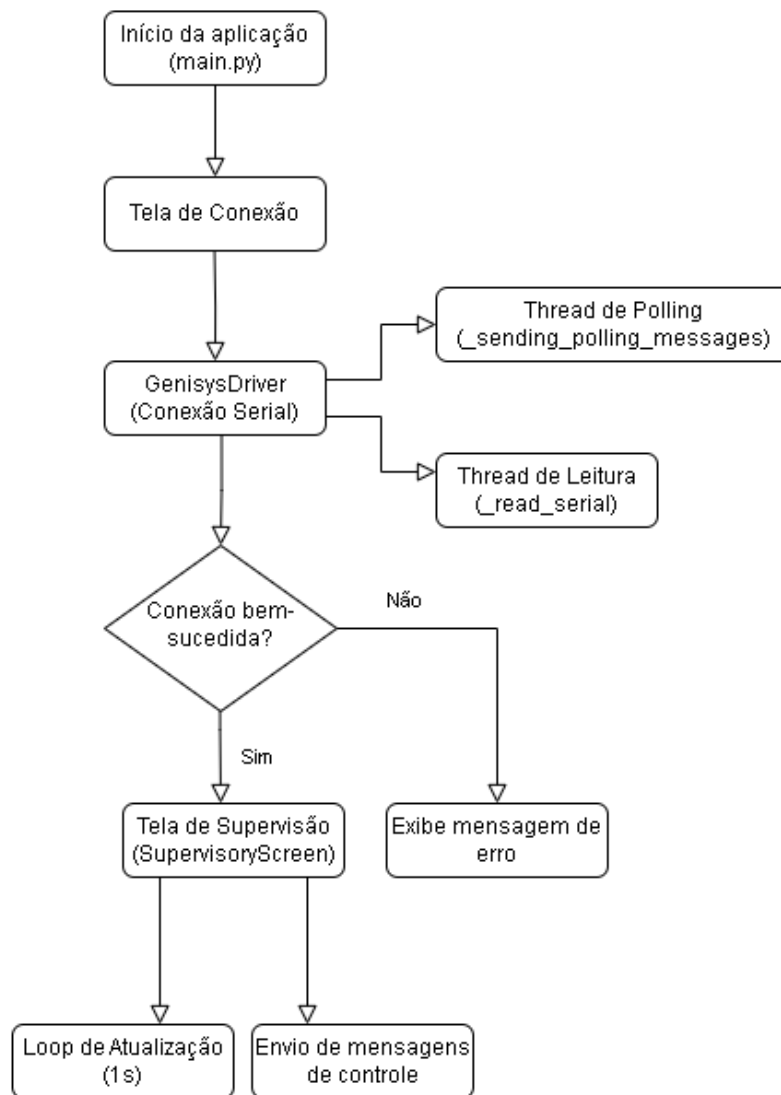 Início da aplicação
(main.py)
Tela de Conexão
Thread de Polling
(_sending_polling_messages)
GenisysDriver
(Conexão Serial)
Thread de Leitura
(_read_serial)
Conexão bem-
sucedida?
Não
Sim
Tela de Supervisão
(SupervisoryScreen)
Exibe mensagem de
erro
Loop de Atualização
(1s)
Envio de mensagens
de controle